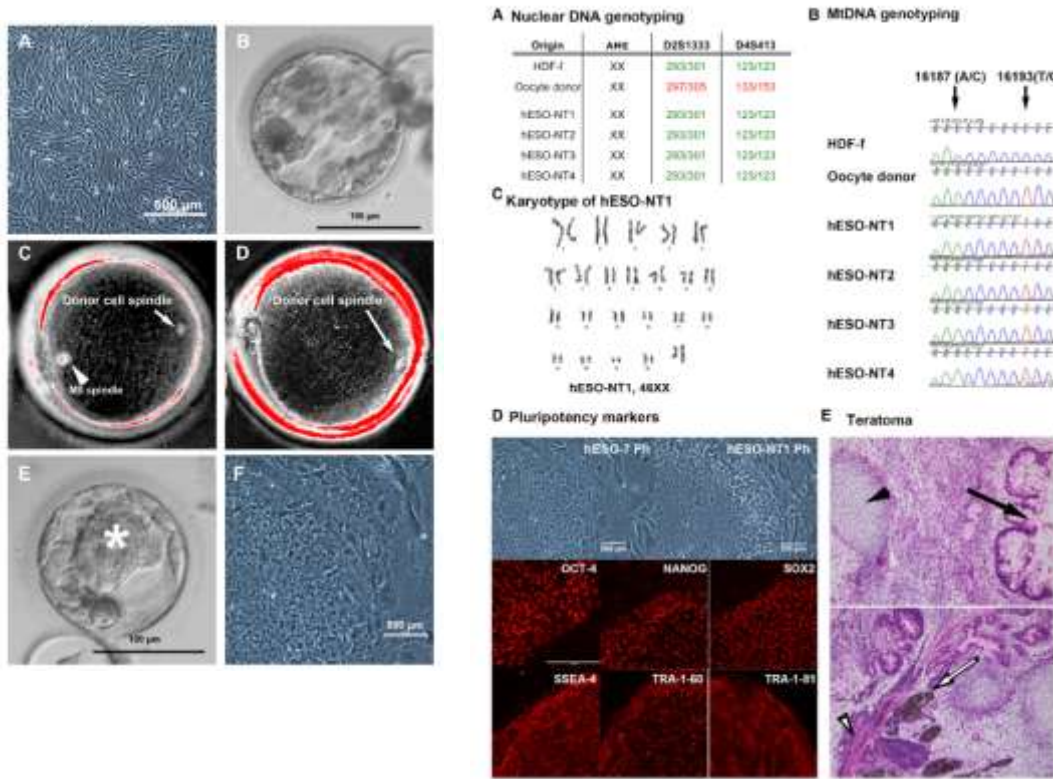 A
500 µm
B
100 µm
C
Donor cell spindle
MII spindle
D
Donor cell spindle
E
*
100 µm
F
A Nuclear DNA genotyping
Origin AME D2S1333 D4S413
HDF-f XX 293/301 123/123
Oocyte donor XX 297/305 133/153
hESO-NT1 XX 293/301 123/123
hESO-NT2 XX 293/301 123/123
hESO-NT3 XX 293/301 123/123
hESO-NT4 XX 293/301 123/123
B MtDNA genotyping
16187 (A/C) 16193(T/C
HDF-f
Oocyte donor
hESO-NT1
hESO-NT2
hESO-NT3
hESO-NT4
C Karyotype of hESO-NT1
hESO-NT1, 46XX
D Pluripotency markers
hESO-7 Ph hESO-NT1 Ph
OCT-4 NANOG SOX2
SSEA-4 TRA-1-60 TRA-1-81
E Teratoma